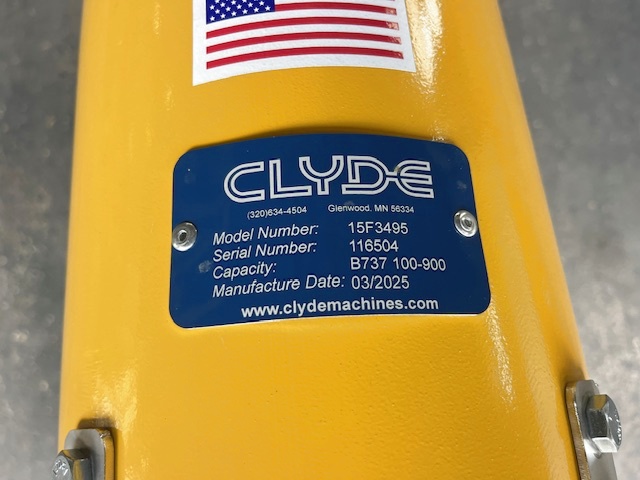 CLYDE
(320)634-4504 Glenwood, MN 56334
Model Number: 15F3495
Serial Number: 116504
Capacity: B737 100-900
Manufacture Date: 03/2025
www.clydemachines.com